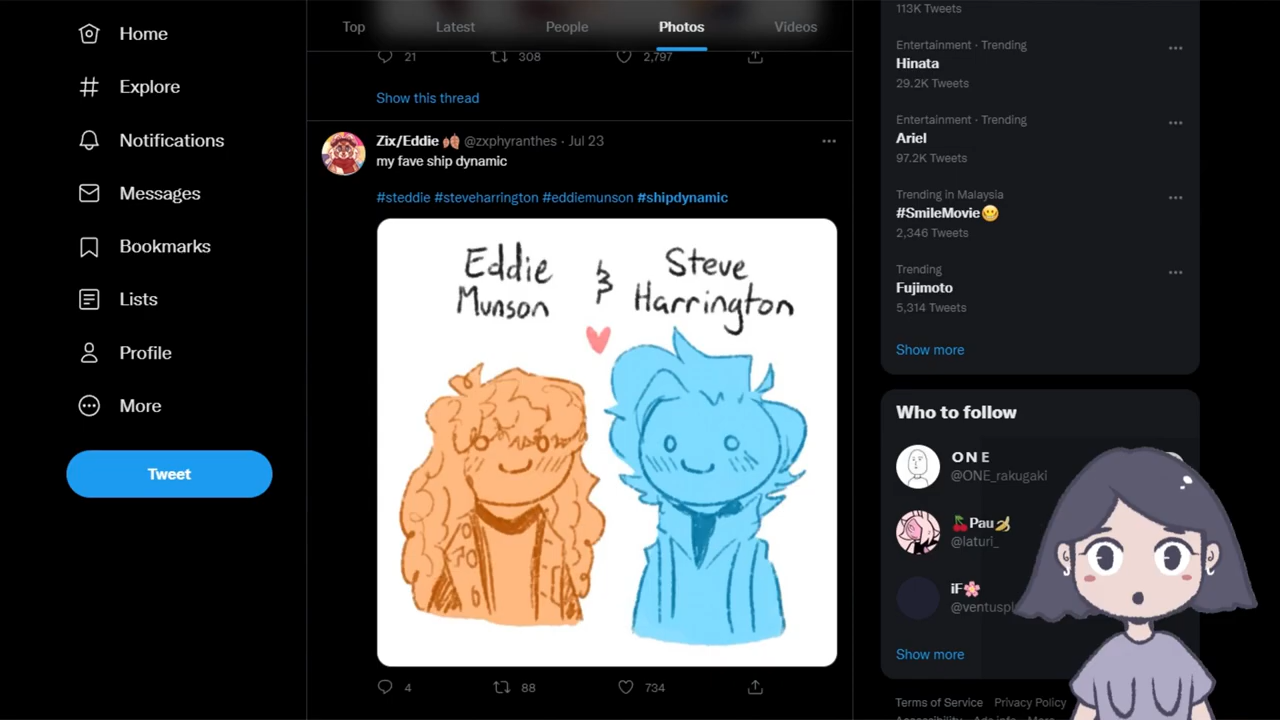 Home
Explore
Notifications
Messages
Bookmarks
Lists
Profile
More
Tweet
Top Latest People Photos Videos
21 308 2,797
Show this thread
Zix/Eddie @zxphyranthes · Jul 23
my fave ship dynamic
#steddie #steveharrington #eddiemunson #shipdynamic
Eddie Munson & Steve Harrington
4 88 734
113K Tweets
Entertainment · Trending
Hinata
29.2K Tweets
Entertainment · Trending
Ariel
97.2K Tweets
Trending in Malaysia
#SmileMovie
2,346 Tweets
Trending
Fujimoto
5,314 Tweets
Show more
Who to follow
O N E
@ONE_rakugaki
🍒Pau🍌
@laturi_
iF🌸
Show more
Terms of Service Privacy Policy